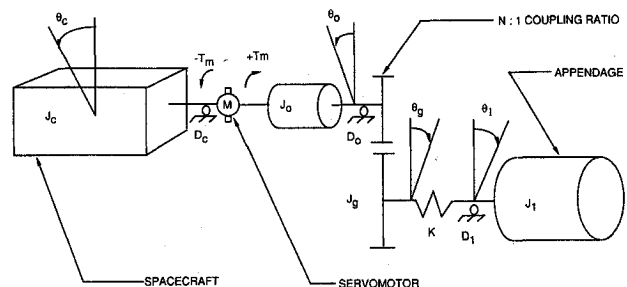 θc
-Tm
+Tm
θo
N : 1 COUPLING RATIO
APPENDAGE
Jc
M
Jo
Dc
Do
θg
θ1
Jg
K
D1
J1
SPACECRAFT
SERVOMOTOR